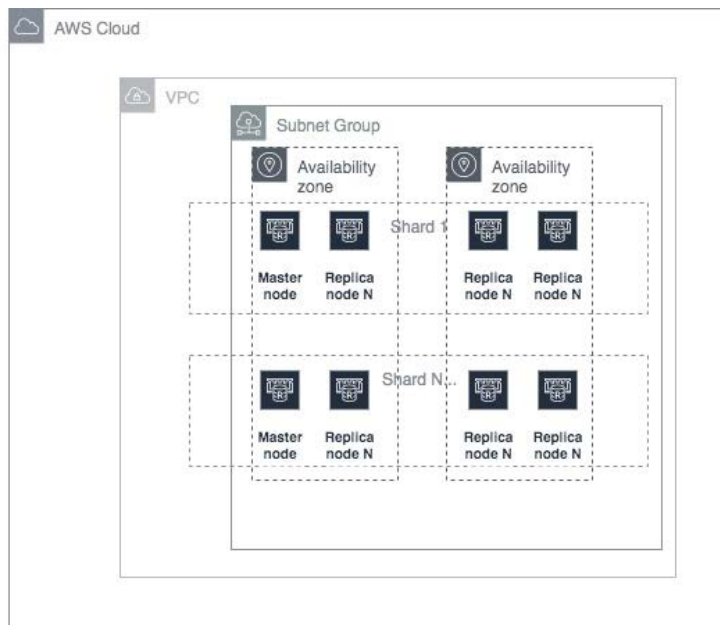 AWS Cloud
VPC
Subnet Group
Availability
zone
Availability
zone
Shard 1
Master
node
Replica
node N
Replica
node N
Replica
node N
Shard N...
Master
node
Replica
node N
Replica
node N
Replica
node N